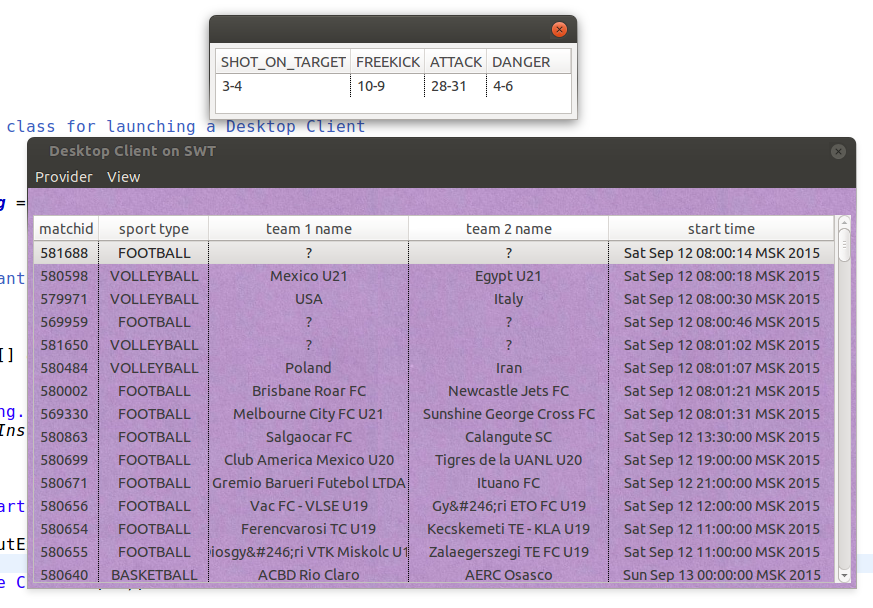 SHOT_ON_TARGET FREEKICK ATTACK DANGER
3-4 10-9 28-31 4-6
class for launching a Desktop Client
Desktop Client on SWT
Provider View
g =
matchid sport type team 1 name team 2 name start time
581688 FOOTBALL ? ? Sat Sep 12 08:00:14 MSK 2015
580598 VOLLEYBALL Mexico U21 Egypt U21 Sat Sep 12 08:00:18 MSK 2015
ant
579971 VOLLEYBALL USA Italy Sat Sep 12 08:00:30 MSK 2015
569959 FOOTBALL ? ? Sat Sep 12 08:00:46 MSK 2015
581650 VOLLEYBALL ? ? Sat Sep 12 08:01:02 MSK 2015
[]
580484 VOLLEYBALL Poland Iran Sat Sep 12 08:01:07 MSK 2015
580002 FOOTBALL Brisbane Roar FC Newcastle Jets FC Sat Sep 12 08:01:21 MSK 2015
ng.
569330 FOOTBALL Melbourne City FC U21 Sunshine George Cross FC Sat Sep 12 08:01:31 MSK 2015
Ins
580863 FOOTBALL Salgaocar FC Calangute SC Sat Sep 12 13:30:00 MSK 2015
580699 FOOTBALL Club America Mexico U20 Tigres de la UANL U20 Sat Sep 12 19:00:00 MSK 2015
580671 FOOTBALL Gremio Barueri Futebol LTDA Ituano FC Sat Sep 12 21:00:00 MSK 2015
art
580656 FOOTBALL Vac FC - VLSE U19 Gy&#246;ri ETO FC U19 Sat Sep 12 12:00:00 MSK 2015
580654 FOOTBALL Ferencvarosi TC U19 Kecskemeti TE - KLA U19 Sat Sep 12 11:00:00 MSK 2015
utE
580655 FOOTBALL iosgy&#246;ri VTK Miskolc U1 Zalaegerszegi TE FC U19 Sat Sep 12 11:00:00 MSK 2015
580640 BASKETBALL ACBD Rio Claro AERC Osasco Sun Sep 13 00:00:00 MSK 2015
e C